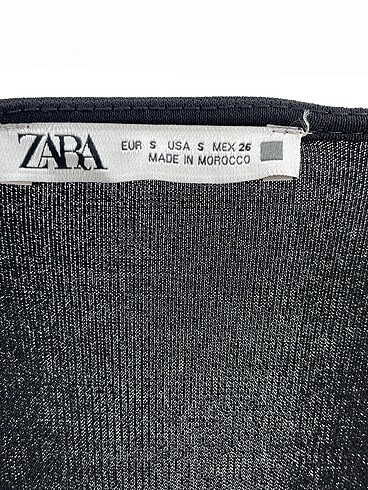 ZARA
EUR S USA S MEX 26
MADE IN MOROCCO